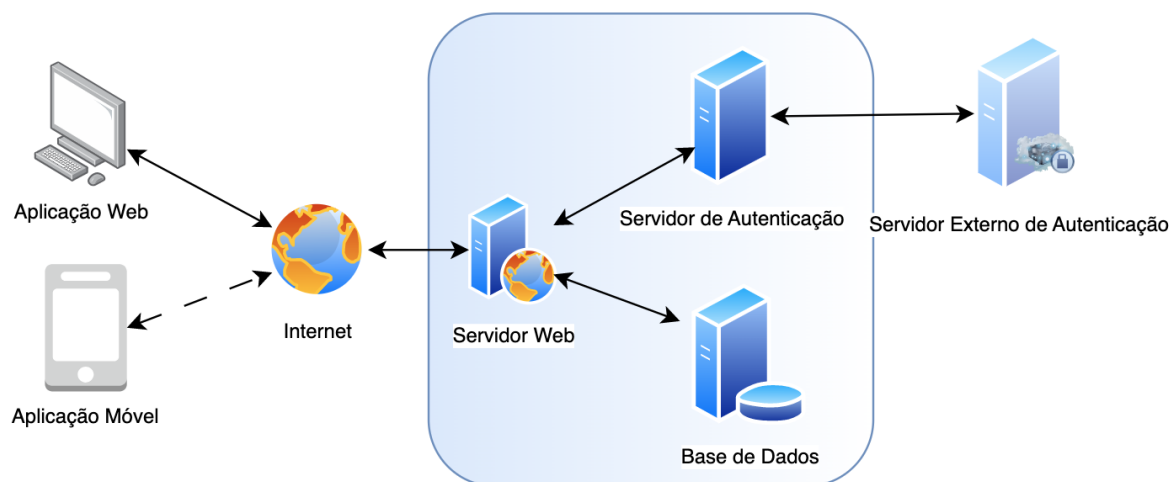 Aplicação Web
Aplicação Móvel
Internet
Servidor Web
Servidor de Autenticação
Base de Dados
Servidor Externo de Autenticação